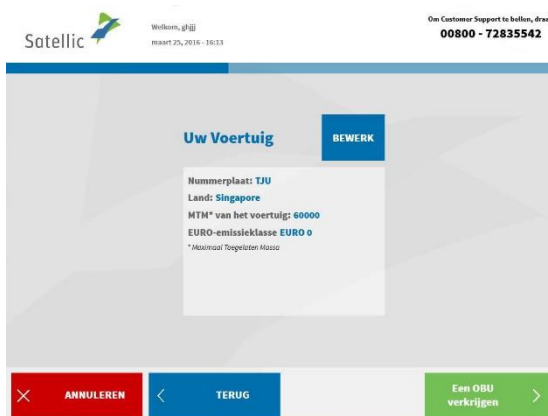 Satellic
Welkom, ghjjj
maart 25, 2016 - 16:13
Om Customer Support te bellen, draa
00800 - 72835542
Uw Voertuig
BEWERK
Nummerplaat: TJU
Land: Singapore
MTM* van het voertuig: 60000
EURO-emissieklasse EURO 0
* Maximaal Toegelaten Massa
ANNULEREN
TERUG
Een OBU
verkrijgen